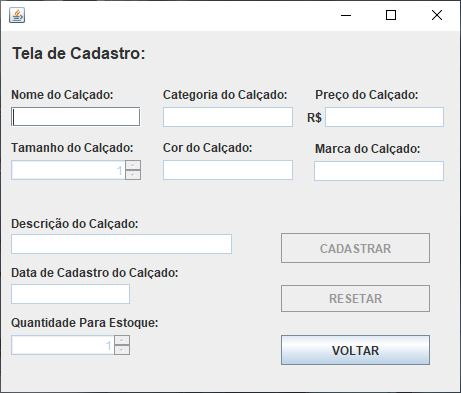 Tela de Cadastro:
Nome do Calçado: Categoria do Calçado: Preço do Calçado:
R$
Tamanho do Calçado: Cor do Calçado: Marca do Calçado:
1
Descrição do Calçado:
CADASTRAR
Data de Cadastro do Calçado:
RESETAR
Quantidade Para Estoque:
1
VOLTAR